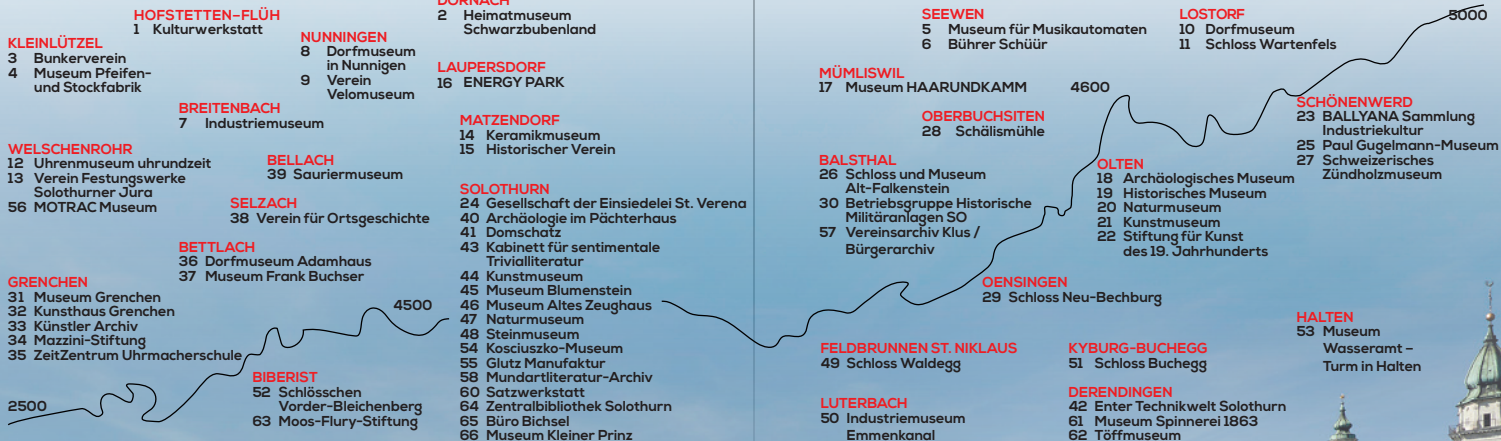 HOFSTETTEN–FLÜH
1 Kulturwerkstatt
KLEINLÜTZEL
3 Bunkerverein
4 Museum Pfeifen-
und Stockfabrik
NUNNINGEN
8 Dorfmuseum
in Nunnigen
9 Verein
Velomuseum
DORNACH
2 Heimatmuseum
Schwarzbubenland
LAUPERSDORF
16 ENERGY PARK
BREITENBACH
7 Industriemuseum
MATZENDORF
14 Keramikmuseum
15 Historischer Verein
WELSCHENROHR
12 Uhrenmuseum uhrundzeit
13 Verein Festungswerke
Solothurner Jura
56 MOTRAC Museum
BELLACH
39 Sauriermuseum
SELZACH
38 Verein für Ortsgeschichte
BETTLACH
36 Dorfmuseum Adamhaus
37 Museum Frank Buchser
GRENCHEN
31 Museum Grenchen
32 Kunsthaus Grenchen
33 Künstler Archiv
34 Mazzini-Stiftung
35 ZeitZentrum Uhrmacherschule
2500
4500
BIBERIST
52 Schlösschen
Vorder-Bleichenberg
63 Moos-Flury-Stiftung
SOLOTHURN
24 Gesellschaft der Einsiedelei St. Verena
40 Archäologie im Pächterhaus
41 Domschatz
43 Kabinett für sentimentale
Trivialliteratur
44 Kunstmuseum
45 Museum Blumenstein
46 Museum Altes Zeughaus
47 Naturmuseum
48 Steinmuseum
54 Kosciuszko-Museum
55 Glutz Manufaktur
58 Mundartliteratur-Archiv
60 Satzwerkstatt
64 Zentralbibliothek Solothurn
65 Büro Bichsel
66 Museum Kleiner Prinz
SEEWEN
5 Museum für Musikautomaten
6 Bührer Schüür
LOSTORF
10 Dorfmuseum
11 Schloss Wartenfels
5000
MÜMLISWIL
17 Museum HAARUNDKAMM
4600
OBERBUCHSITEN
28 Schälismühle
SCHÖNENWERD
23 BALLYANA Sammlung
Industriekultur
25 Paul Gugelmann-Museum
27 Schweizerisches
Zündholzmuseum
BALSTHAL
26 Schloss und Museum
Alt-Falkenstein
30 Betriebsgruppe Historische
Militäranlagen SO
57 Vereinsarchiv Klus /
Bürgerarchiv
OLTEN
18 Archäologisches Museum
19 Historisches Museum
20 Naturmuseum
21 Kunstmuseum
22 Stiftung für Kunst
des 19. Jahrhunderts
OENSINGEN
29 Schloss Neu-Bechburg
HALTEN
53 Museum
Wasseramt –
Turm in Halten
FELDBRUNNEN ST. NIKLAUS
49 Schloss Waldegg
KYBURG-BUCHEGG
51 Schloss Buchegg
LUTERBACH
50 Industriemuseum
Emmenkanal
DERENDINGEN
42 Enter Technikwelt Solothurn
61 Museum Spinnerei 1863
62 Töffmuseum